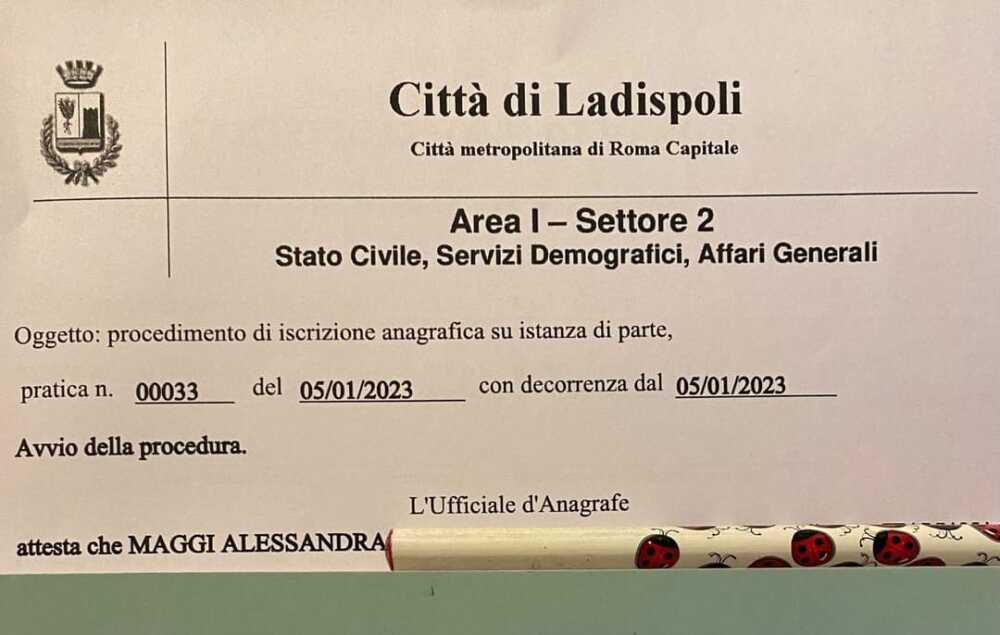 Città di Ladispoli
Città metropolitana di Roma Capitale
Area I – Settore 2
Stato Civile, Servizi Demografici, Affari Generali
Oggetto: procedimento di iscrizione anagrafica su istanza di parte,
pratica n. 00033 del 05/01/2023 con decorrenza dal 05/01/2023
Avvio della procedura.
L'Ufficiale d'Anagrafe
attesta che MAGGI ALESSANDRA